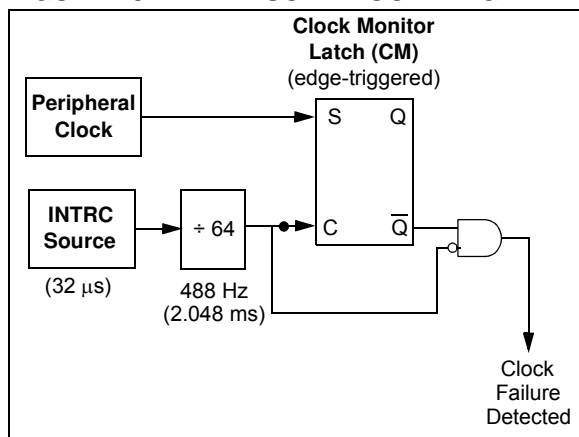 Clock Monitor
Latch (CM)
(edge-triggered)
Peripheral
Clock
S Q
INTRC
Source
÷ 64
C Q̅
(32 μs)
488 Hz
(2.048 ms)
Clock
Failure
Detected